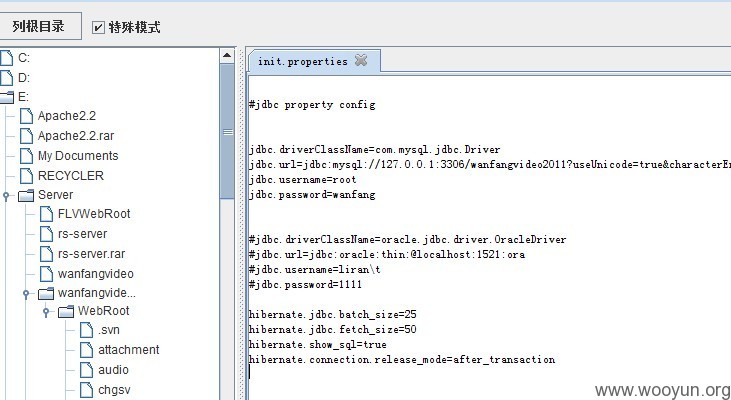 列根目录
特殊模式
C:
D:
E:
Apache2.2
Apache2.2.rar
My Documents
RECYCLER
Server
FLVWebRoot
rs-server
rs-server.rar
wanfangvideo
wanfangvide...
WebRoot
.svn
attachment
audio
chgsv
init.properties
#jdbc property config
jdbc.driverClassName=com.mysql.jdbc.Driver
jdbc.url=jdbc:mysql://127.0.0.1:3306/wanfangvideo2011?useUnicode=true&characterEn
jdbc.username=root
jdbc.password=wanfang
#jdbc.driverClassName=oracle.jdbc.driver.OracleDriver
#jdbc.url=jdbc:oracle:thin:@localhost:1521:ora
#jdbc.username=liran\t
#jdbc.password=1111
hibernate.jdbc.batch_size=25
hibernate.jdbc.fetch_size=50
hibernate.show_sql=true
hibernate.connection.release_mode=after_transaction
www.wooyun.org